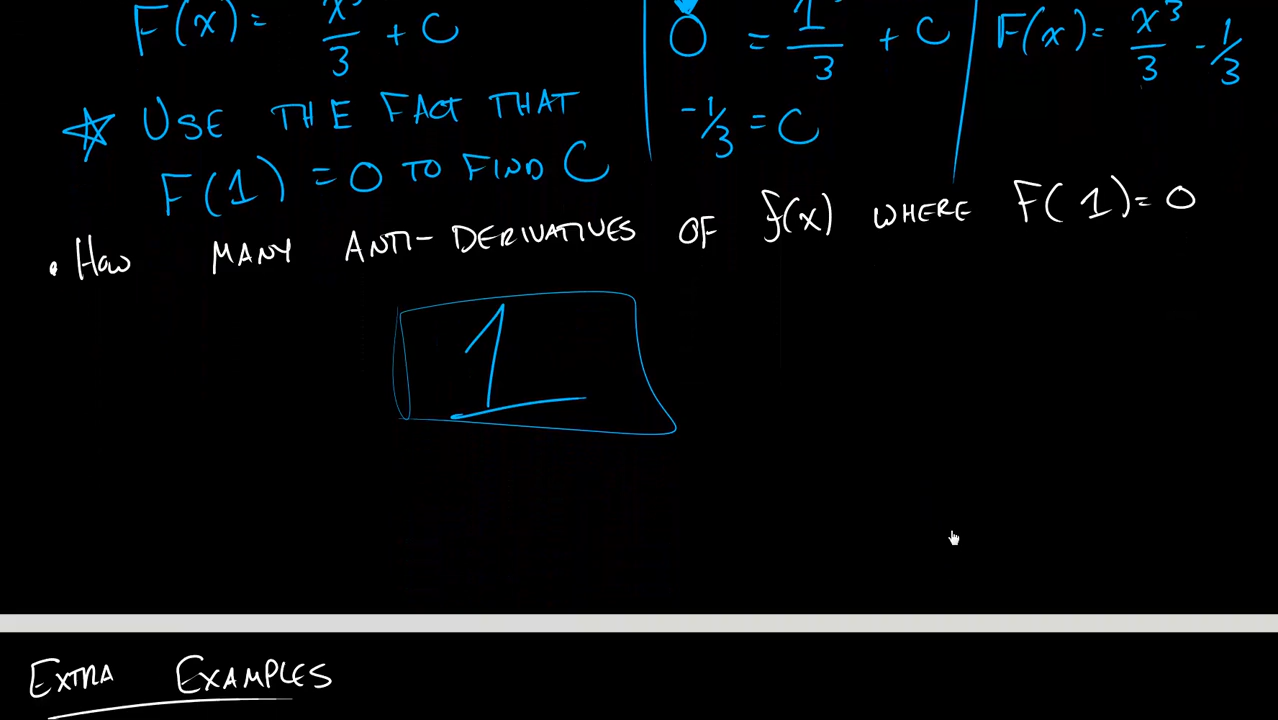 F(x) = x³/3 + C
★ USE THE FACT THAT
F(1) = 0 TO FIND C
0 = 1³/3 + C
-1/3 = C
F(x) = x³/3 - 1/3
• HOW MANY ANTI-DERIVATIVES OF f(x) WHERE F(1) = 0
1
EXTRA EXAMPLES